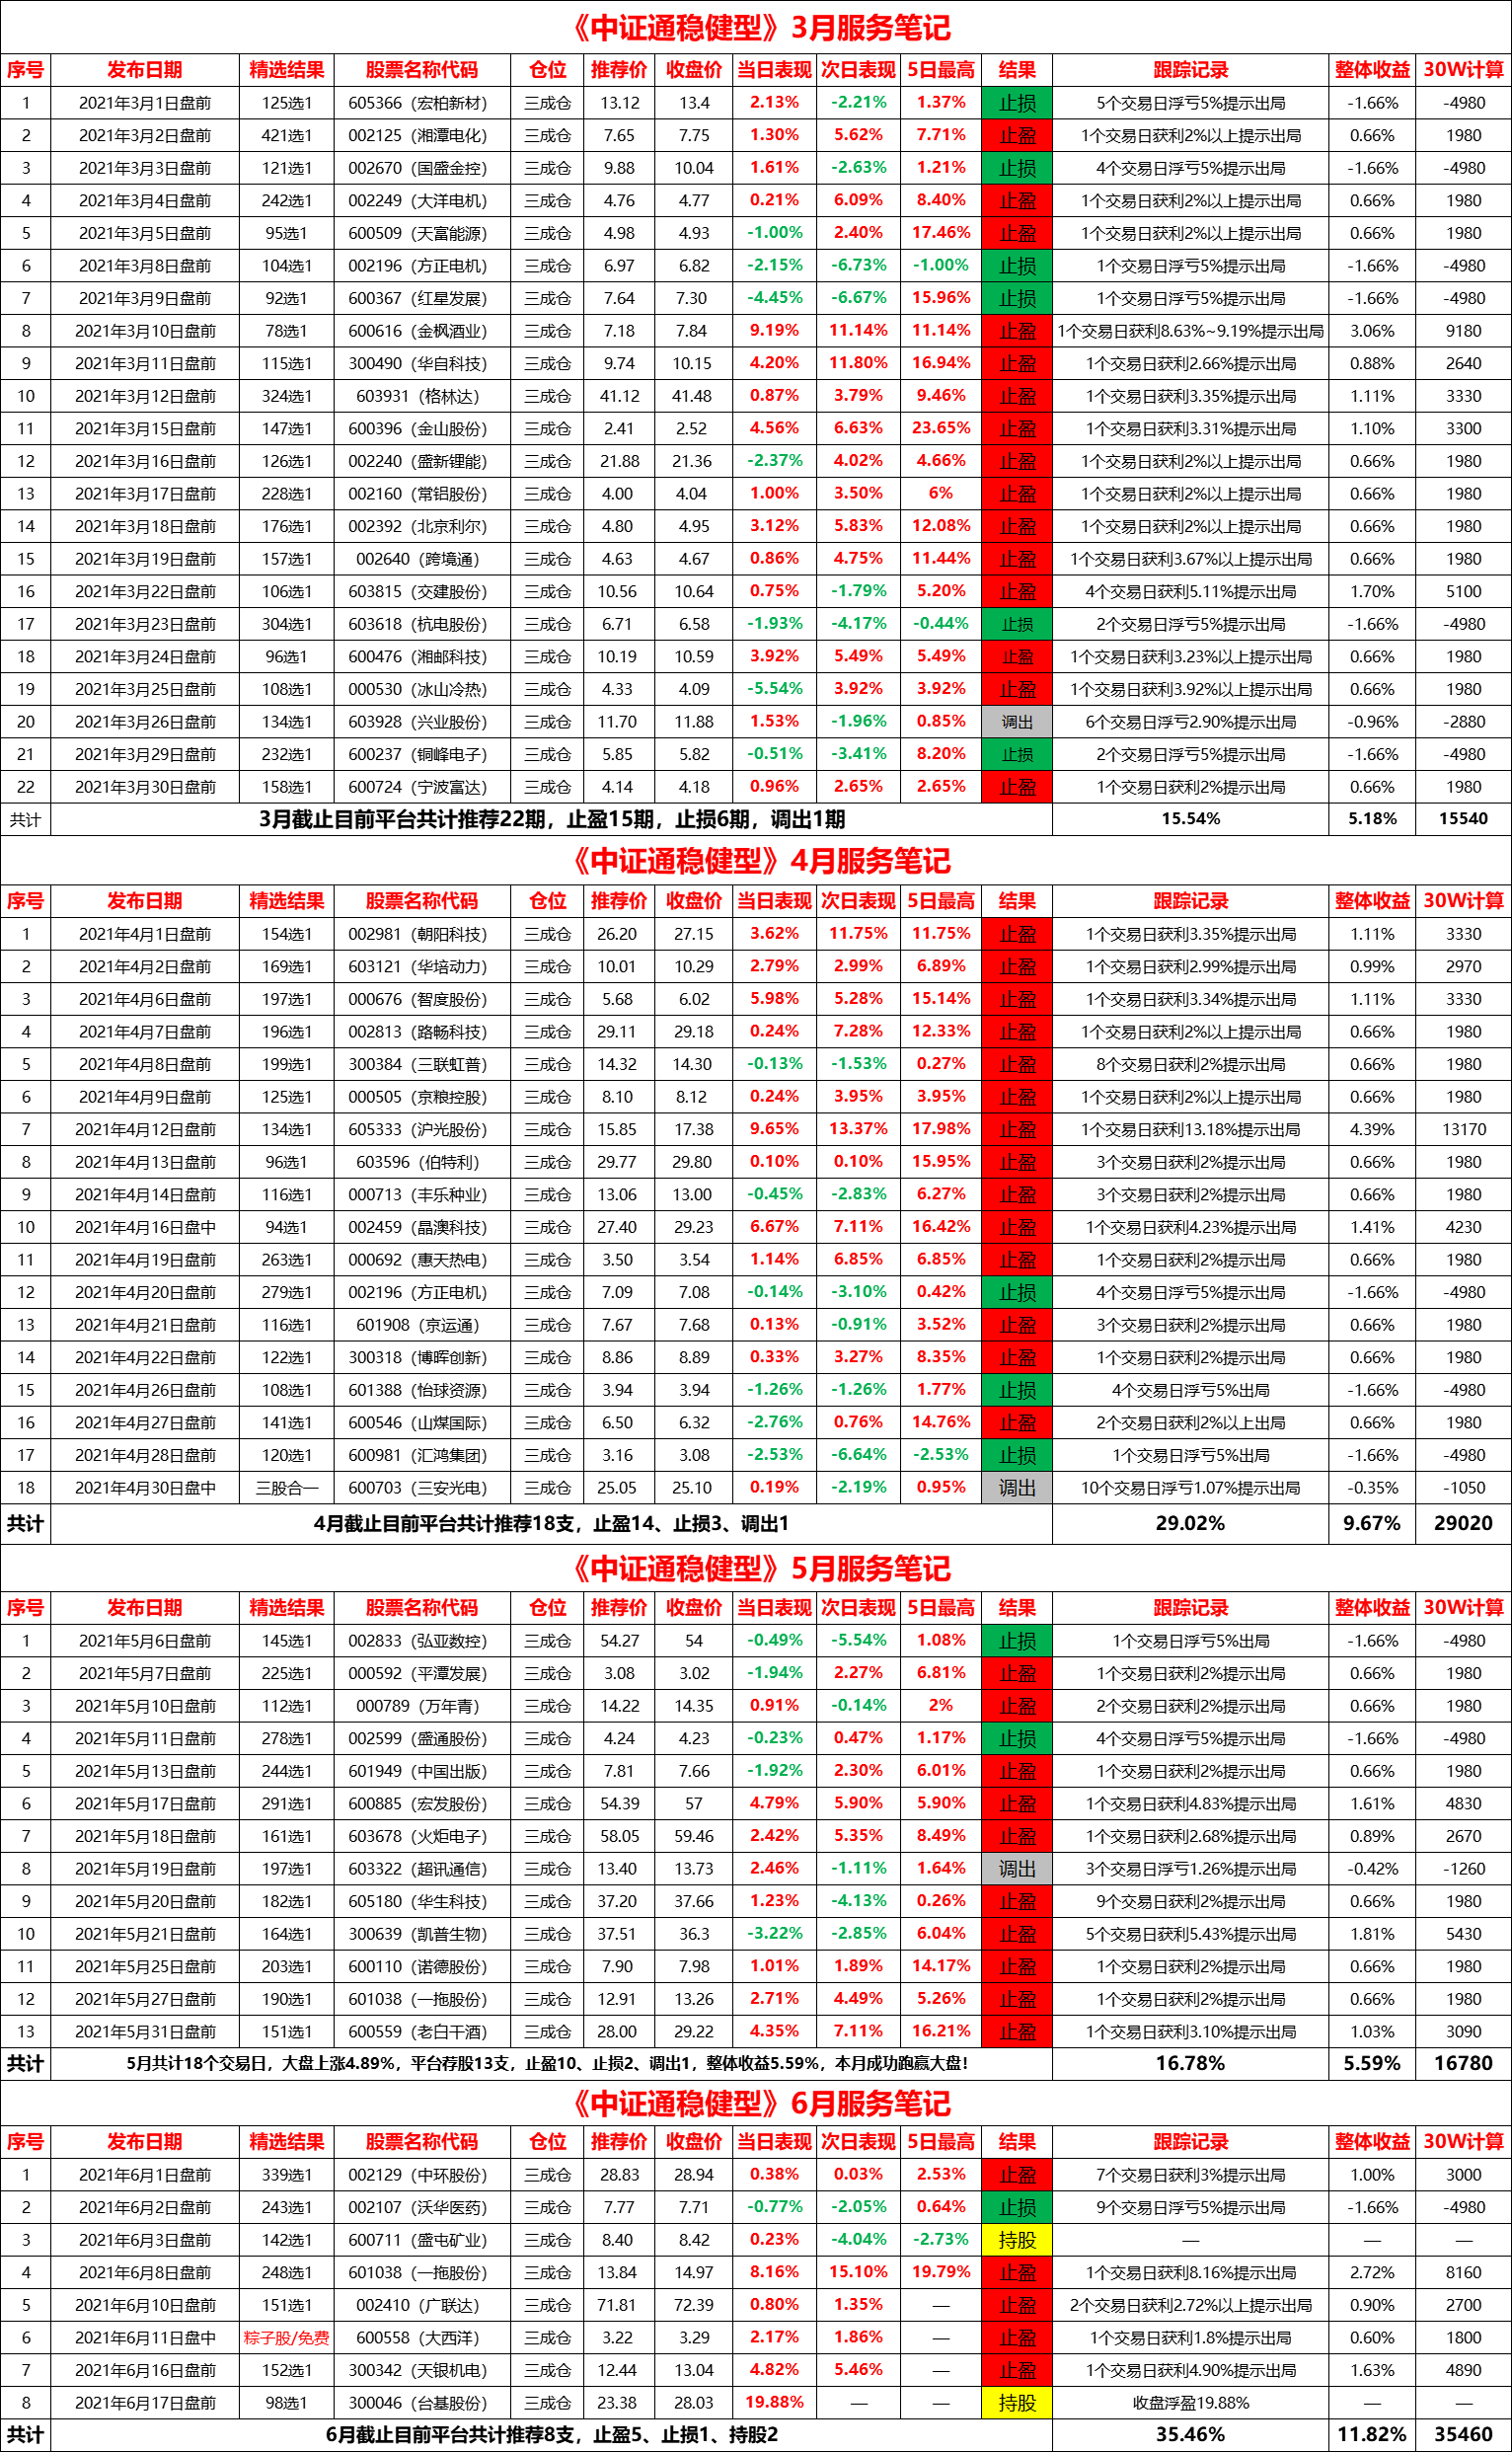 《中证通稳健型》3月服务笔记
序号 发布日期 精选结果 股票名称代码 仓位 推荐价 收盘价 当日表现 次日表现 5日最高 结果 跟踪记录 整体收益 30W计算
1 2021年3月1日盘前 125选1 605366（宏柏新材） 三成仓 13.12 13.4 2.13% -2.21% 1.37% 止损 5个交易日浮亏5%提示出局 -1.66% -4980
2 2021年3月2日盘前 421选1 002125（湘潭电化） 三成仓 7.65 7.75 1.30% 5.62% 7.71% 止盈 1个交易日获利2%以上提示出局 0.66% 1980
3 2021年3月3日盘前 121选1 002670（国盛金控） 三成仓 9.88 10.04 1.61% -2.63% 1.21% 止损 4个交易日浮亏5%提示出局 -1.66% -4980
4 2021年3月4日盘前 242选1 002249（大洋电机） 三成仓 4.76 4.77 0.21% 6.09% 8.40% 止盈 1个交易日获利2%以上提示出局 0.66% 1980
5 2021年3月5日盘前 95选1 600509（天富能源） 三成仓 4.98 4.93 -1.00% 2.40% 17.46% 止盈 1个交易日获利2%以上提示出局 0.66% 1980
6 2021年3月8日盘前 104选1 002196（方正电机） 三成仓 6.97 6.82 -2.15% -6.73% -1.00% 止损 1个交易日浮亏5%提示出局 -1.66% -4980
7 2021年3月9日盘前 92选1 600367（红星发展） 三成仓 7.64 7.30 -4.45% -6.67% 15.96% 止损 1个交易日浮亏5%提示出局 -1.66% -4980
8 2021年3月10日盘前 78选1 600616（金枫酒业） 三成仓 7.18 7.84 9.19% 11.14% 11.14% 止盈 1个交易日获利8.63%~9.19%提示出局 3.06% 9180
9 2021年3月11日盘前 115选1 300490（华自科技） 三成仓 9.74 10.15 4.20% 11.80% 16.94% 止盈 1个交易日获利2.66%提示出局 0.88% 2640
10 2021年3月12日盘前 324选1 603931（格林达） 三成仓 41.12 41.48 0.87% 3.79% 9.46% 止盈 1个交易日获利3.35%提示出局 1.11% 3330
11 2021年3月15日盘前 147选1 600396（金山股份） 三成仓 2.41 2.52 4.56% 6.63% 23.65% 止盈 1个交易日获利3.31%提示出局 1.10% 3300
12 2021年3月16日盘前 126选1 002240（盛新锂能） 三成仓 21.88 21.36 -2.37% 4.02% 4.66% 止盈 1个交易日获利2%以上提示出局 0.66% 1980
13 2021年3月17日盘前 228选1 002160（常铝股份） 三成仓 4.00 4.04 1.00% 3.50% 6% 止盈 1个交易日获利2%以上提示出局 0.66% 1980
14 2021年3月18日盘前 176选1 002392（北京利尔） 三成仓 4.80 4.95 3.12% 5.83% 12.08% 止盈 1个交易日获利2%以上提示出局 0.66% 1980
15 2021年3月19日盘前 157选1 002640（跨境通） 三成仓 4.63 4.67 0.86% 4.75% 11.44% 止盈 1个交易日获利3.67%以上提示出局 0.66% 1980
16 2021年3月22日盘前 106选1 603815（交建股份） 三成仓 10.56 10.64 0.75% -1.79% 5.20% 止盈 4个交易日获利5.11%提示出局 1.70% 5100
17 2021年3月23日盘前 304选1 603618（杭电股份） 三成仓 6.71 6.58 -1.93% -4.17% -0.44% 止损 2个交易日浮亏5%提示出局 -1.66% -4980
18 2021年3月24日盘前 96选1 600476（湘邮科技） 三成仓 10.19 10.59 3.92% 5.49% 5.49% 止盈 1个交易日获利3.23%以上提示出局 0.66% 1980
19 2021年3月25日盘前 108选1 000530（冰山冷热） 三成仓 4.33 4.09 -5.54% 3.92% 3.92% 止盈 1个交易日获利3.92%以上提示出局 0.66% 1980
20 2021年3月26日盘前 134选1 603928（兴业股份） 三成仓 11.70 11.88 1.53% -1.96% 0.85% 调出 6个交易日浮亏2.90%提示出局 -0.96% -2880
21 2021年3月29日盘前 232选1 600237（铜峰电子） 三成仓 5.85 5.82 -0.51% -3.41% 8.20% 止损 2个交易日浮亏5%提示出局 -1.66% -4980
22 2021年3月30日盘前 158选1 600724（宁波富达） 三成仓 4.14 4.18 0.96% 2.65% 2.65% 止盈 1个交易日获利2%提示出局 0.66% 1980
共计 3月截止目前平台共计推荐22期，止盈15期，止损6期，调出1期 15.54% 5.18% 15540
《中证通稳健型》4月服务笔记
序号 发布日期 精选结果 股票名称代码 仓位 推荐价 收盘价 当日表现 次日表现 5日最高 结果 跟踪记录 整体收益 30W计算
1 2021年4月1日盘前 154选1 002981（朝阳科技） 三成仓 26.20 27.15 3.62% 11.75% 11.75% 止盈 1个交易日获利3.35%提示出局 1.11% 3330
2 2021年4月2日盘前 169选1 603121（华培动力） 三成仓 10.01 10.29 2.79% 2.99% 6.89% 止盈 1个交易日获利2.99%提示出局 0.99% 2970
3 2021年4月6日盘前 197选1 000676（智度股份） 三成仓 5.68 6.02 5.98% 5.28% 15.14% 止盈 1个交易日获利3.34%提示出局 1.11% 3330
4 2021年4月7日盘前 196选1 002813（路畅科技） 三成仓 29.11 29.18 0.24% 7.28% 12.33% 止盈 1个交易日获利2%以上提示出局 0.66% 1980
5 2021年4月8日盘前 199选1 300384（三联虹普） 三成仓 14.32 14.30 -0.13% -1.53% 0.27% 止盈 8个交易日获利2%提示出局 0.66% 1980
6 2021年4月9日盘前 125选1 000505（京粮控股） 三成仓 8.10 8.12 0.24% 3.95% 3.95% 止盈 1个交易日获利2%以上提示出局 0.66% 1980
7 2021年4月12日盘前 134选1 605333（沪光股份） 三成仓 15.85 17.38 9.65% 13.37% 17.98% 止盈 1个交易日获利13.18%提示出局 4.39% 13170
8 2021年4月13日盘前 96选1 603596（伯特利） 三成仓 29.77 29.80 0.10% 0.10% 15.95% 止盈 3个交易日获利2%提示出局 0.66% 1980
9 2021年4月14日盘前 116选1 000713（丰乐种业） 三成仓 13.06 13.00 -0.45% -2.83% 6.27% 止盈 3个交易日获利2%提示出局 0.66% 1980
10 2021年4月16日盘中 94选1 002459（晶澳科技） 三成仓 27.40 29.23 6.67% 7.11% 16.42% 止盈 1个交易日获利4.23%提示出局 1.41% 4230
11 2021年4月19日盘前 263选1 000692（惠天热电） 三成仓 3.50 3.54 1.14% 6.85% 6.85% 止盈 1个交易日获利2%提示出局 0.66% 1980
12 2021年4月20日盘前 279选1 002196（方正电机） 三成仓 7.09 7.08 -0.14% -3.10% 0.42% 止损 4个交易日浮亏5%提示出局 -1.66% -4980
13 2021年4月21日盘前 116选1 601908（京运通） 三成仓 7.67 7.68 0.13% -0.91% 3.52% 止盈 3个交易日获利2%提示出局 0.66% 1980
14 2021年4月22日盘前 122选1 300318（博晖创新） 三成仓 8.86 8.89 0.33% 3.27% 8.35% 止盈 1个交易日获利2%提示出局 0.66% 1980
15 2021年4月26日盘前 108选1 601388（怡球资源） 三成仓 3.94 3.94 -1.26% -1.26% 1.77% 止损 4个交易日浮亏5%出局 -1.66% -4980
16 2021年4月27日盘前 141选1 600546（山煤国际） 三成仓 6.50 6.32 -2.76% 0.76% 14.76% 止盈 2个交易日获利2%以上出局 0.66% 1980
17 2021年4月28日盘前 120选1 600981（汇鸿集团） 三成仓 3.16 3.08 -2.53% -6.64% -2.53% 止损 1个交易日浮亏5%出局 -1.66% -4980
18 2021年4月30日盘中 三股合一 600703（三安光电） 三成仓 25.05 25.10 0.19% -2.19% 0.95% 调出 10个交易日浮亏1.07%提示出局 -0.35% -1050
共计 4月截止目前平台共计推荐18支，止盈14、止损3、调出1 29.02% 9.67% 29020
《中证通稳健型》5月服务笔记
序号 发布日期 精选结果 股票名称代码 仓位 推荐价 收盘价 当日表现 次日表现 5日最高 结果 跟踪记录 整体收益 30W计算
1 2021年5月6日盘前 145选1 002833（弘亚数控） 三成仓 54.27 54 -0.49% -5.54% 1.08% 止损 1个交易日浮亏5%出局 -1.66% -4980
2 2021年5月7日盘前 225选1 000592（平潭发展） 三成仓 3.08 3.02 -1.94% 2.27% 6.81% 止盈 1个交易日获利2%提示出局 0.66% 1980
3 2021年5月10日盘前 112选1 000789（万年青） 三成仓 14.22 14.35 0.91% -0.14% 2% 止盈 2个交易日获利2%提示出局 0.66% 1980
4 2021年5月11日盘前 278选1 002599（盛通股份） 三成仓 4.24 4.23 -0.23% 0.47% 1.17% 止损 4个交易日浮亏5%提示出局 -1.66% -4980
5 2021年5月13日盘前 244选1 601949（中国出版） 三成仓 7.81 7.66 -1.92% 2.30% 6.01% 止盈 1个交易日获利2%提示出局 0.66% 1980
6 2021年5月17日盘前 291选1 600885（宏发股份） 三成仓 54.39 57 4.79% 5.90% 5.90% 止盈 1个交易日获利4.83%提示出局 1.61% 4830
7 2021年5月18日盘前 161选1 603678（火炬电子） 三成仓 58.05 59.46 2.42% 5.35% 8.49% 止盈 1个交易日获利2.68%提示出局 0.89% 2670
8 2021年5月19日盘前 197选1 603322（超讯通信） 三成仓 13.40 13.73 2.46% -1.11% 1.64% 调出 3个交易日浮亏1.26%提示出局 -0.42% -1260
9 2021年5月20日盘前 182选1 605180（华生科技） 三成仓 37.20 37.66 1.23% -4.13% 0.26% 止盈 9个交易日获利2%提示出局 0.66% 1980
10 2021年5月21日盘前 164选1 300639（凯普生物） 三成仓 37.51 36.3 -3.22% -2.85% 6.04% 止盈 5个交易日获利5.43%提示出局 1.81% 5430
11 2021年5月25日盘前 203选1 600110（诺德股份） 三成仓 7.90 7.98 1.01% 1.89% 14.17% 止盈 1个交易日获利2%提示出局 0.66% 1980
12 2021年5月27日盘前 190选1 601038（一拖股份） 三成仓 12.91 13.26 2.71% 4.49% 5.26% 止盈 1个交易日获利2%提示出局 0.66% 1980
13 2021年5月31日盘前 151选1 600559（老白干酒） 三成仓 28.00 29.22 4.35% 7.11% 16.21% 止盈 1个交易日获利3.10%提示出局 1.03% 3090
共计 5月共计18个交易日，大盘上涨4.89%，平台荐股13支，止盈10、止损2、调出1，整体收益5.59%，本月成功跑赢大盘！ 16.78% 5.59% 16780
《中证通稳健型》6月服务笔记
序号 发布日期 精选结果 股票名称代码 仓位 推荐价 收盘价 当日表现 次日表现 5日最高 结果 跟踪记录 整体收益 30W计算
1 2021年6月1日盘前 339选1 002129（中环股份） 三成仓 28.83 28.94 0.38% 0.03% 2.53% 止盈 7个交易日获利3%提示出局 1.00% 3000
2 2021年6月2日盘前 243选1 002107（沃华医药） 三成仓 7.77 7.71 -0.77% -2.05% 0.64% 止损 9个交易日浮亏5%提示出局 -1.66% -4980
3 2021年6月3日盘前 142选1 600711（盛屯矿业） 三成仓 8.40 8.42 0.23% -4.04% -2.73% 持股 — — —
4 2021年6月8日盘前 248选1 601038（一拖股份） 三成仓 13.84 14.97 8.16% 15.10% 19.79% 止盈 1个交易日获利8.16%提示出局 2.72% 8160
5 2021年6月10日盘前 151选1 002410（广联达） 三成仓 71.81 72.39 0.80% 1.35% — 止盈 2个交易日获利2.72%以上提示出局 0.90% 2700
6 2021年6月11日盘中 粽子股/免费 600558（大西洋） 三成仓 3.22 3.29 2.17% 1.86% — 止盈 1个交易日获利1.8%提示出局 0.60% 1800
7 2021年6月16日盘前 152选1 300342（天银机电） 三成仓 12.44 13.04 4.82% 5.46% — 止盈 1个交易日获利4.90%提示出局 1.63% 4890
8 2021年6月17日盘前 98选1 300046（台基股份） 三成仓 23.38 28.03 19.88% — — 持股 收盘浮盈19.88% — —
共计 6月截止目前平台共计推荐8支，止盈5、止损1、持股2 35.46% 11.82% 35460